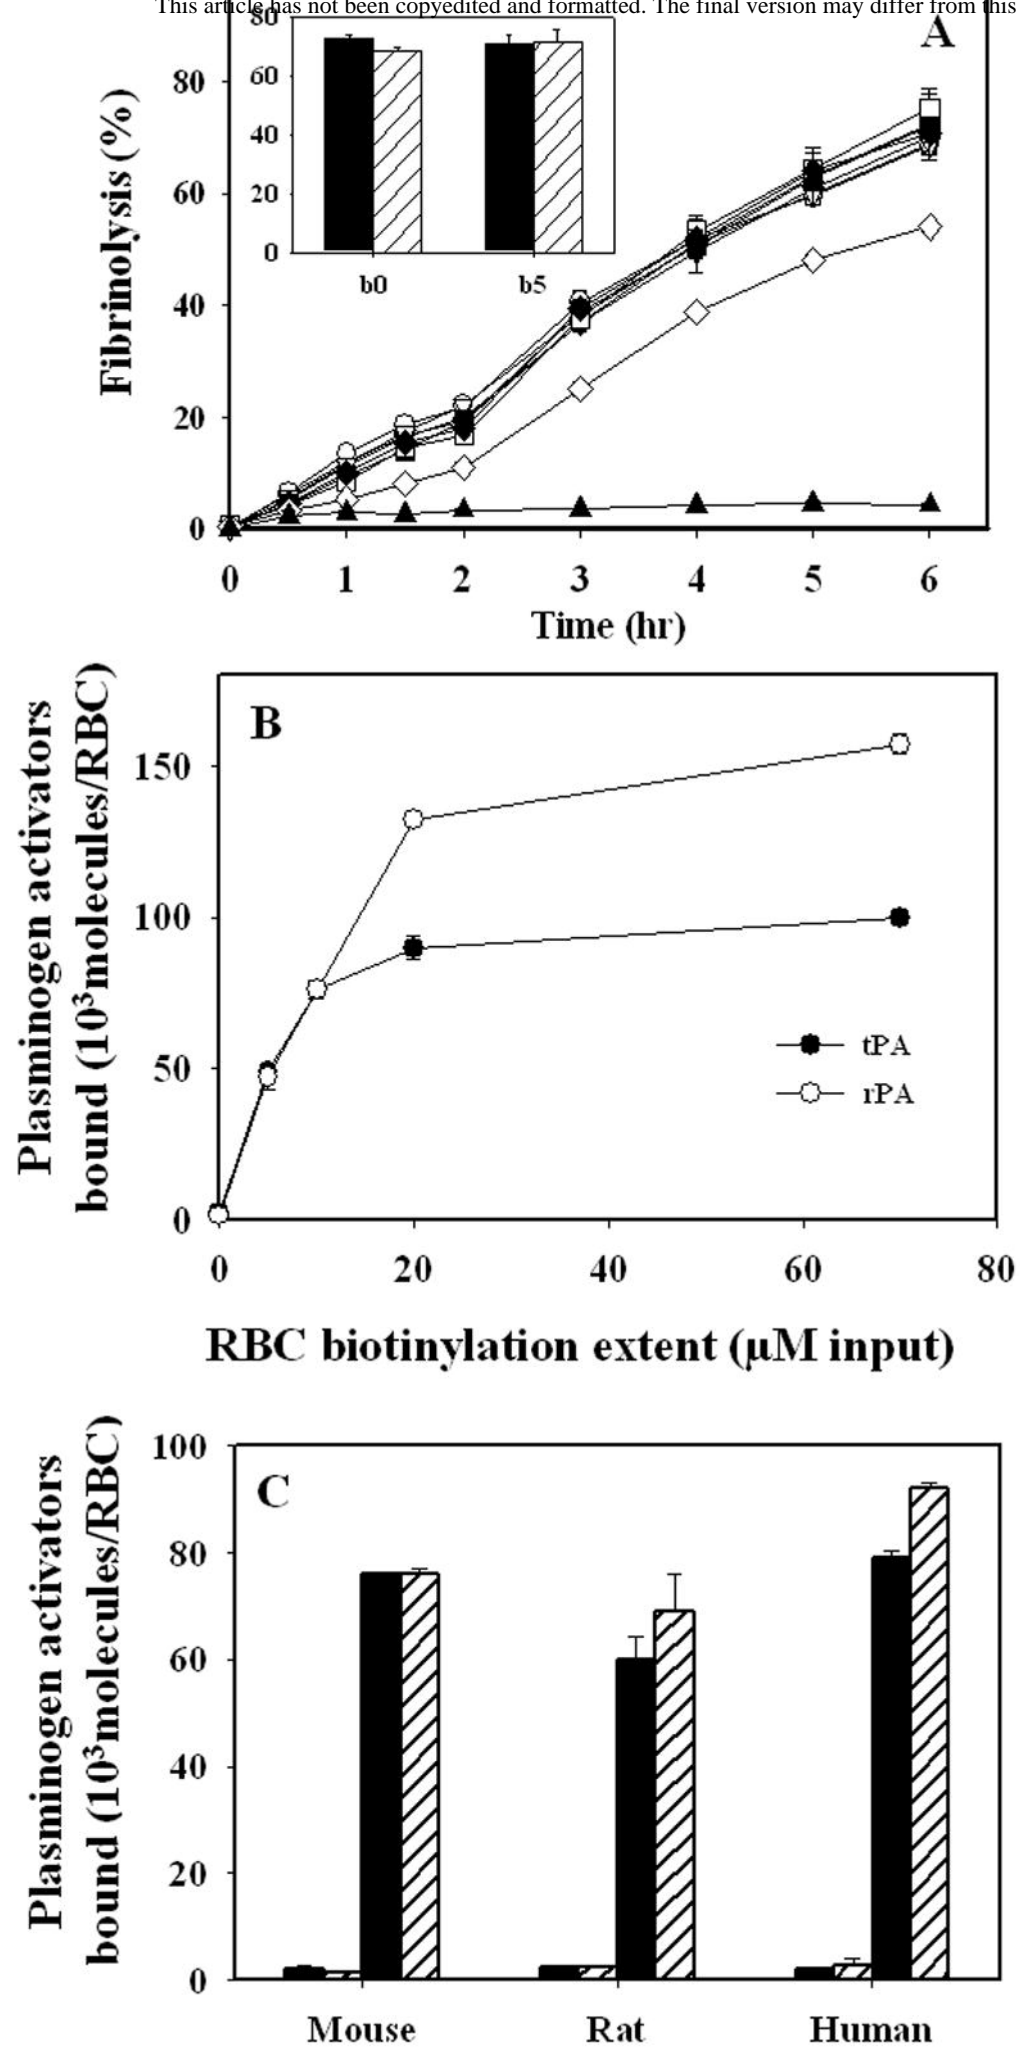 This article has not been copyedited and formatted. The final version may differ from this
A
Fibrinolysis (%)
80
60
40
20
0
80
60
40
20
0
b0 b5
0 1 2 3 4 5 6
Time (hr)
B
Plasminogen activators
bound (10³molecules/RBC)
150
100
50
0
tPA
rPA
0 20 40 60 80
RBC biotinylation extent (μM input)
C
Plasminogen activators
bound (10³molecules/RBC)
100
80
60
40
20
0
Mouse Rat Human